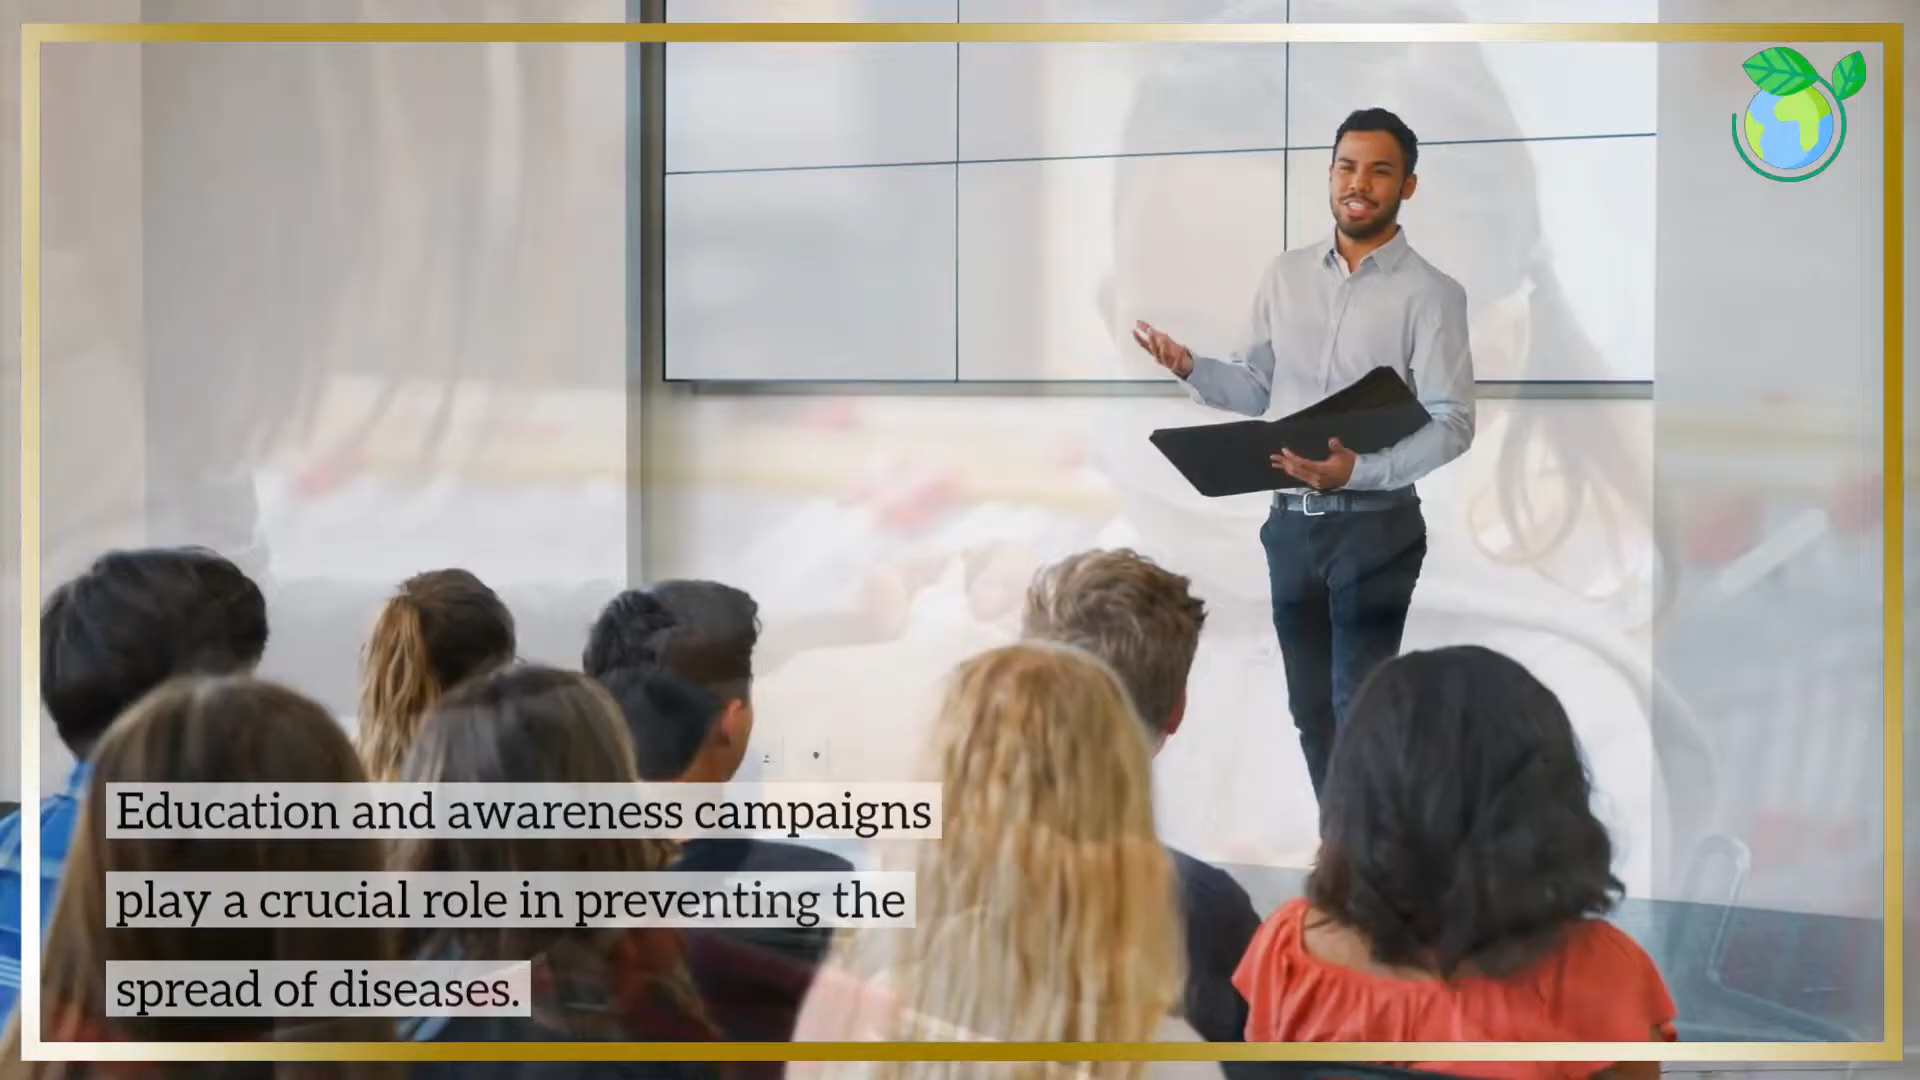 Education and awareness campaigns
play a crucial role in preventing the
spread of diseases.